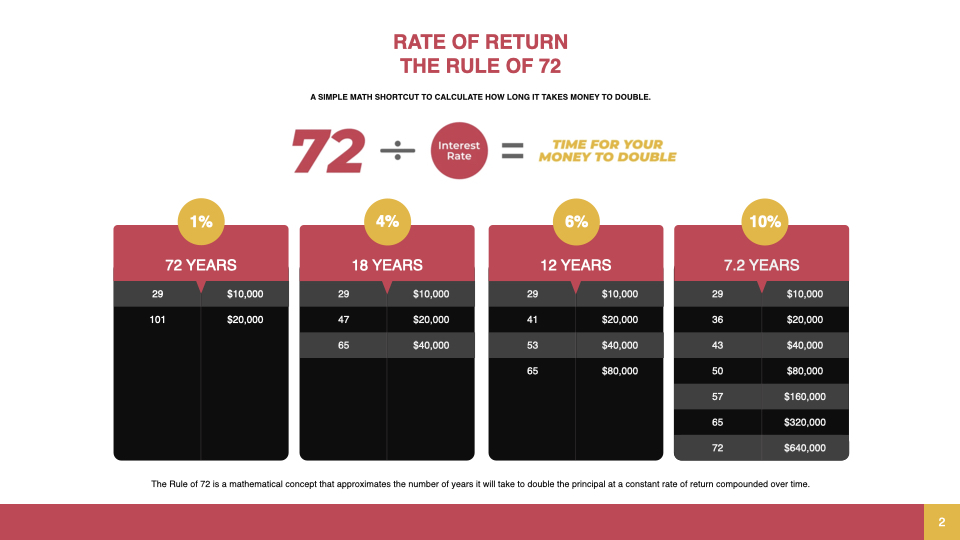 RATE OF RETURN
THE RULE OF 72
A SIMPLE MATH SHORTCUT TO CALCULATE HOW LONG IT TAKES MONEY TO DOUBLE.
72 ÷ Interest Rate = TIME FOR YOUR MONEY TO DOUBLE
1%
72 YEARS
29 $10,000
101 $20,000
4%
18 YEARS
29 $10,000
47 $20,000
65 $40,000
6%
12 YEARS
29 $10,000
41 $20,000
53 $40,000
65 $80,000
10%
7.2 YEARS
29 $10,000
36 $20,000
43 $40,000
50 $80,000
57 $160,000
65 $320,000
72 $640,000
The Rule of 72 is a mathematical concept that approximates the number of years it will take to double the principal at a constant rate of return compounded over time.
2